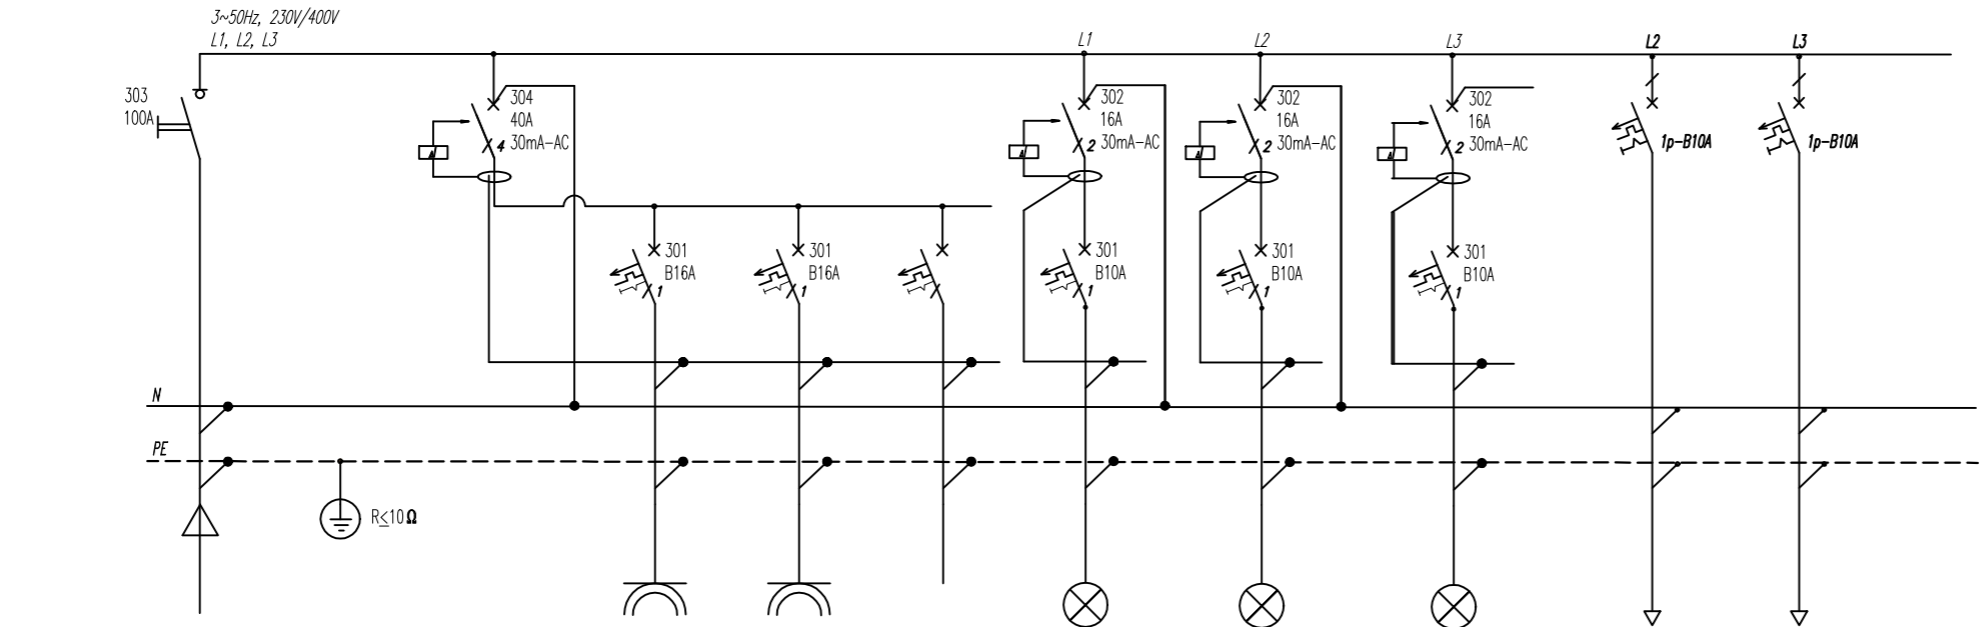 3~50Hz, 230V/400V
L1, L2, L3
L1
L2
L3
L2
L3
303
100A
304
40A
30mA-AC
4
302
16A
30mA-AC
2
302
16A
30mA-AC
2
302
16A
30mA-AC
2
1p-B10A
1p-B10A
301
B16A
1
301
B16A
1
301
B10A
1
301
B10A
1
301
B10A
1
N
PE
R≤10Ω